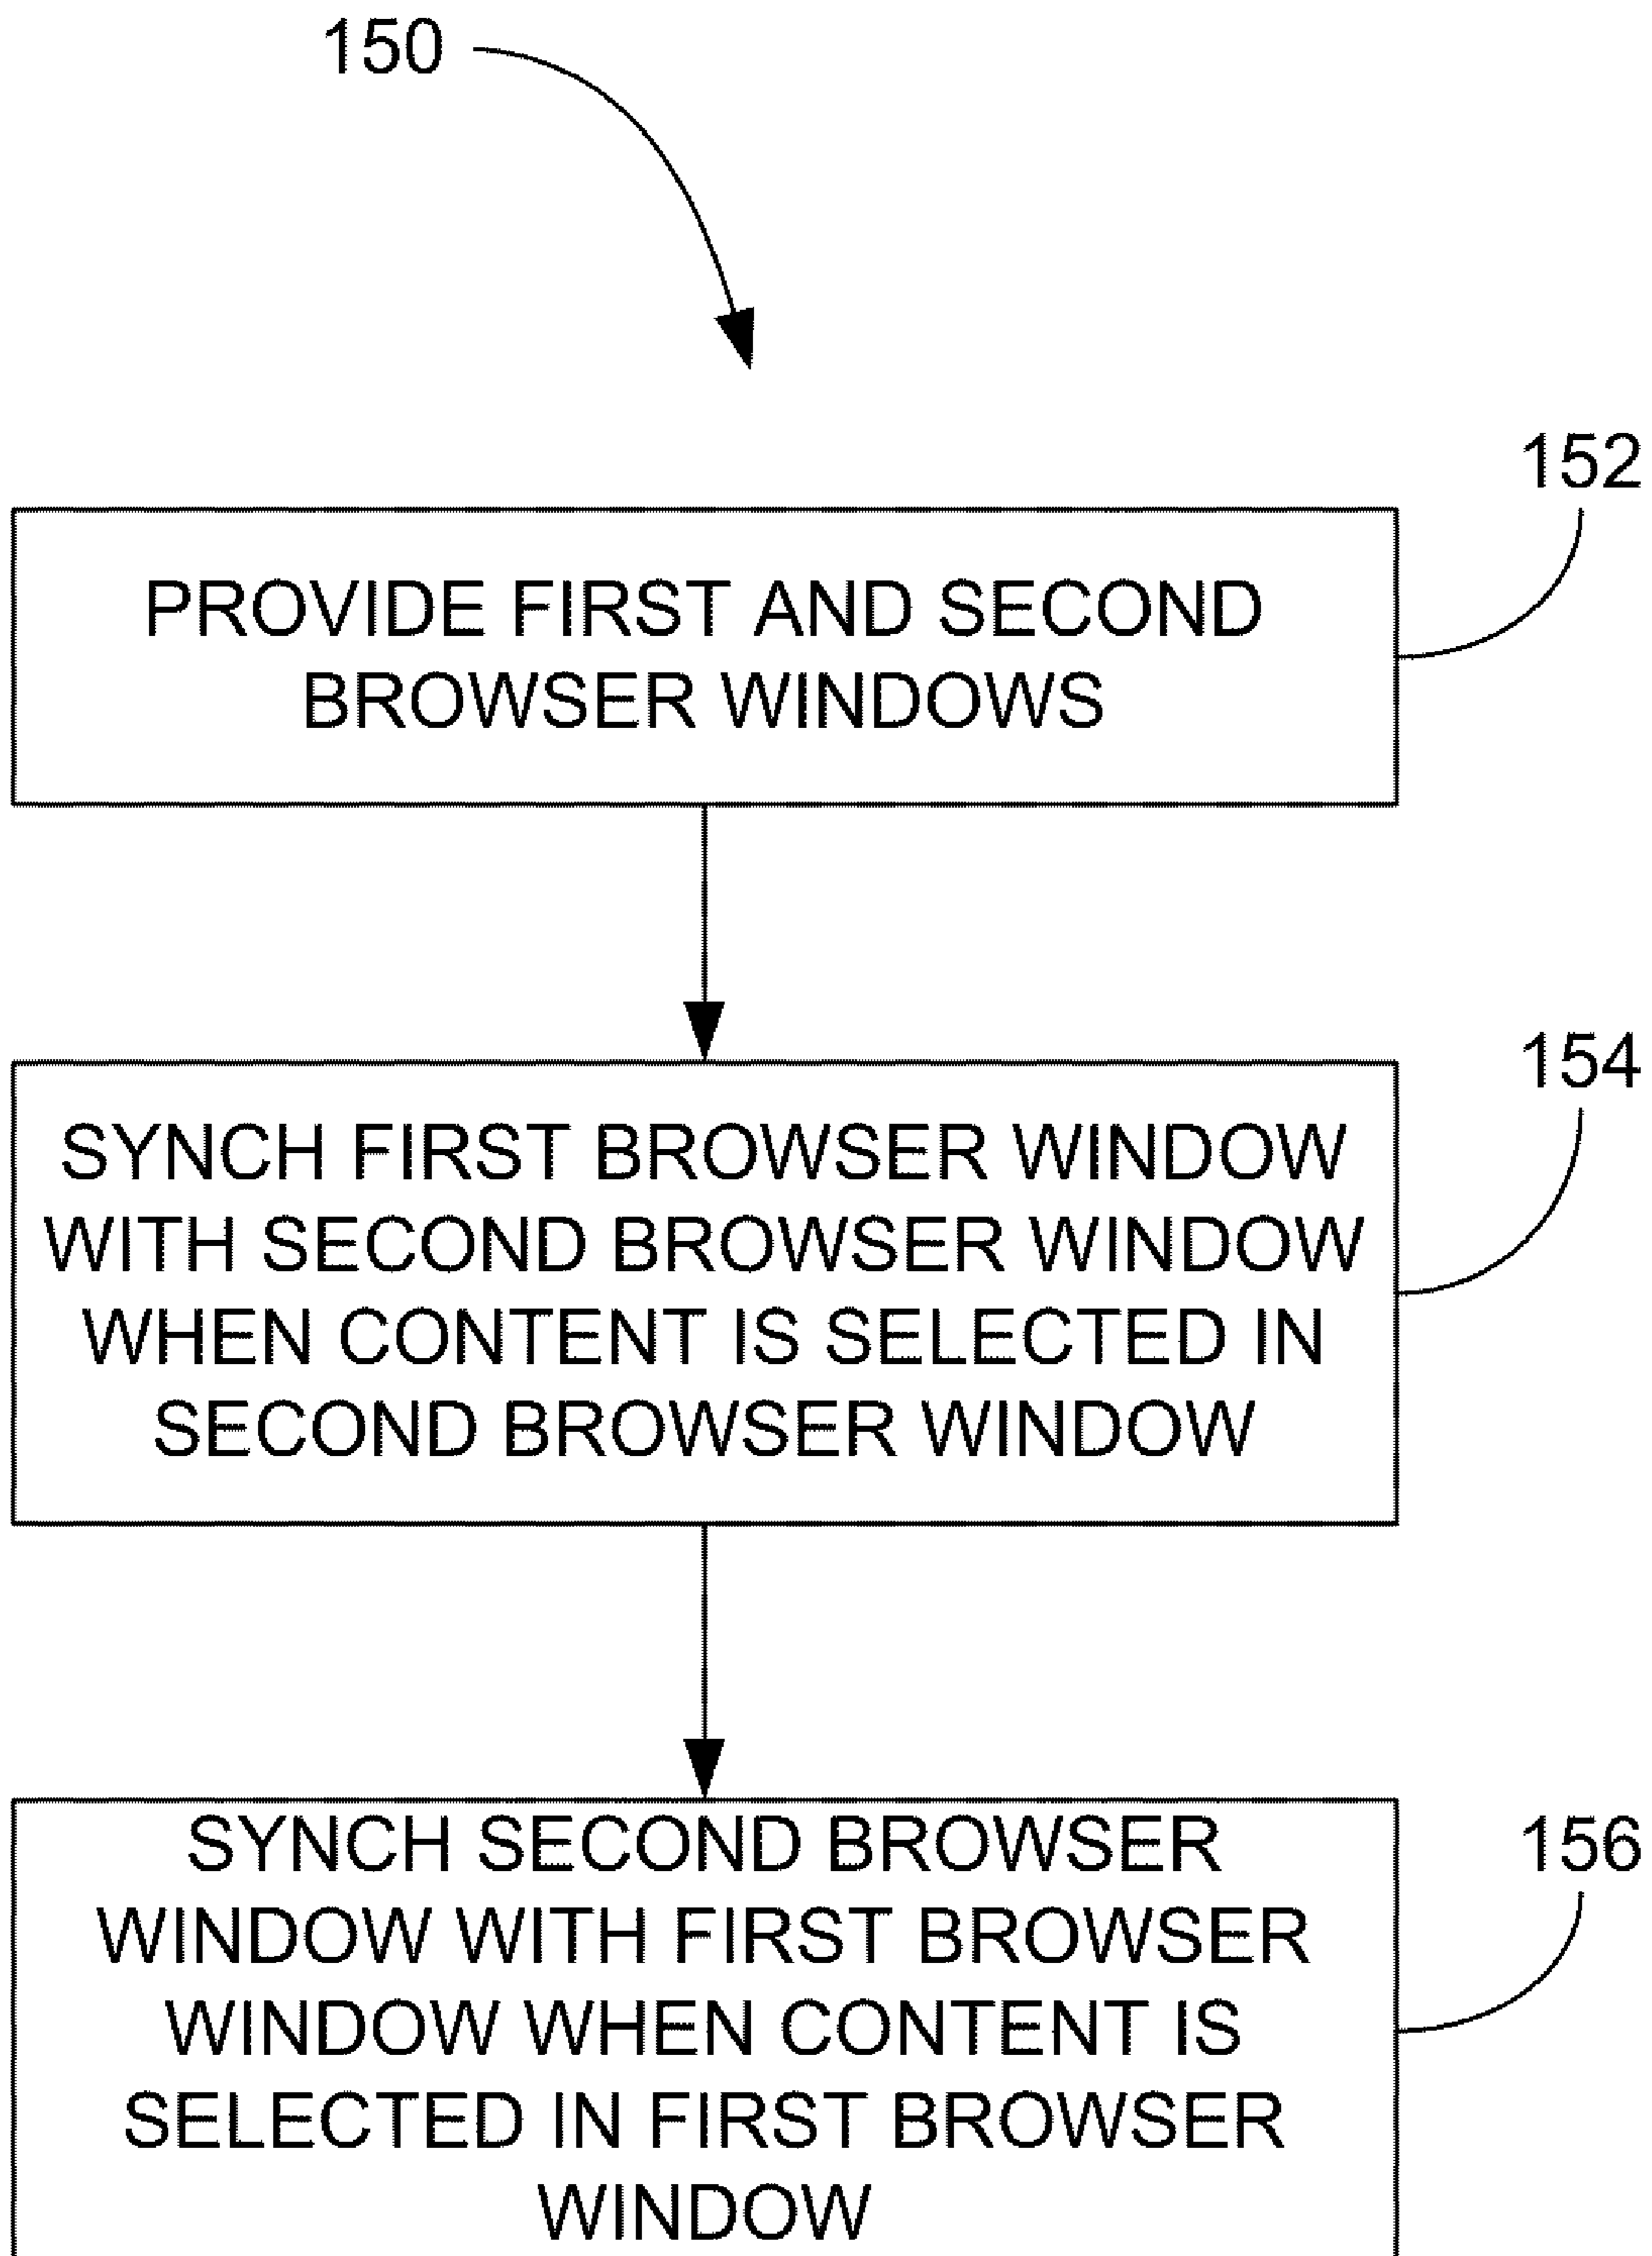 150
152
PROVIDE FIRST AND SECOND
BROWSER WINDOWS
154
SYNCH FIRST BROWSER WINDOW
WITH SECOND BROWSER WINDOW
WHEN CONTENT IS SELECTED IN
SECOND BROWSER WINDOW
156
SYNCH SECOND BROWSER
WINDOW WITH FIRST BROWSER
WINDOW WHEN CONTENT IS
SELECTED IN FIRST BROWSER
WINDOW